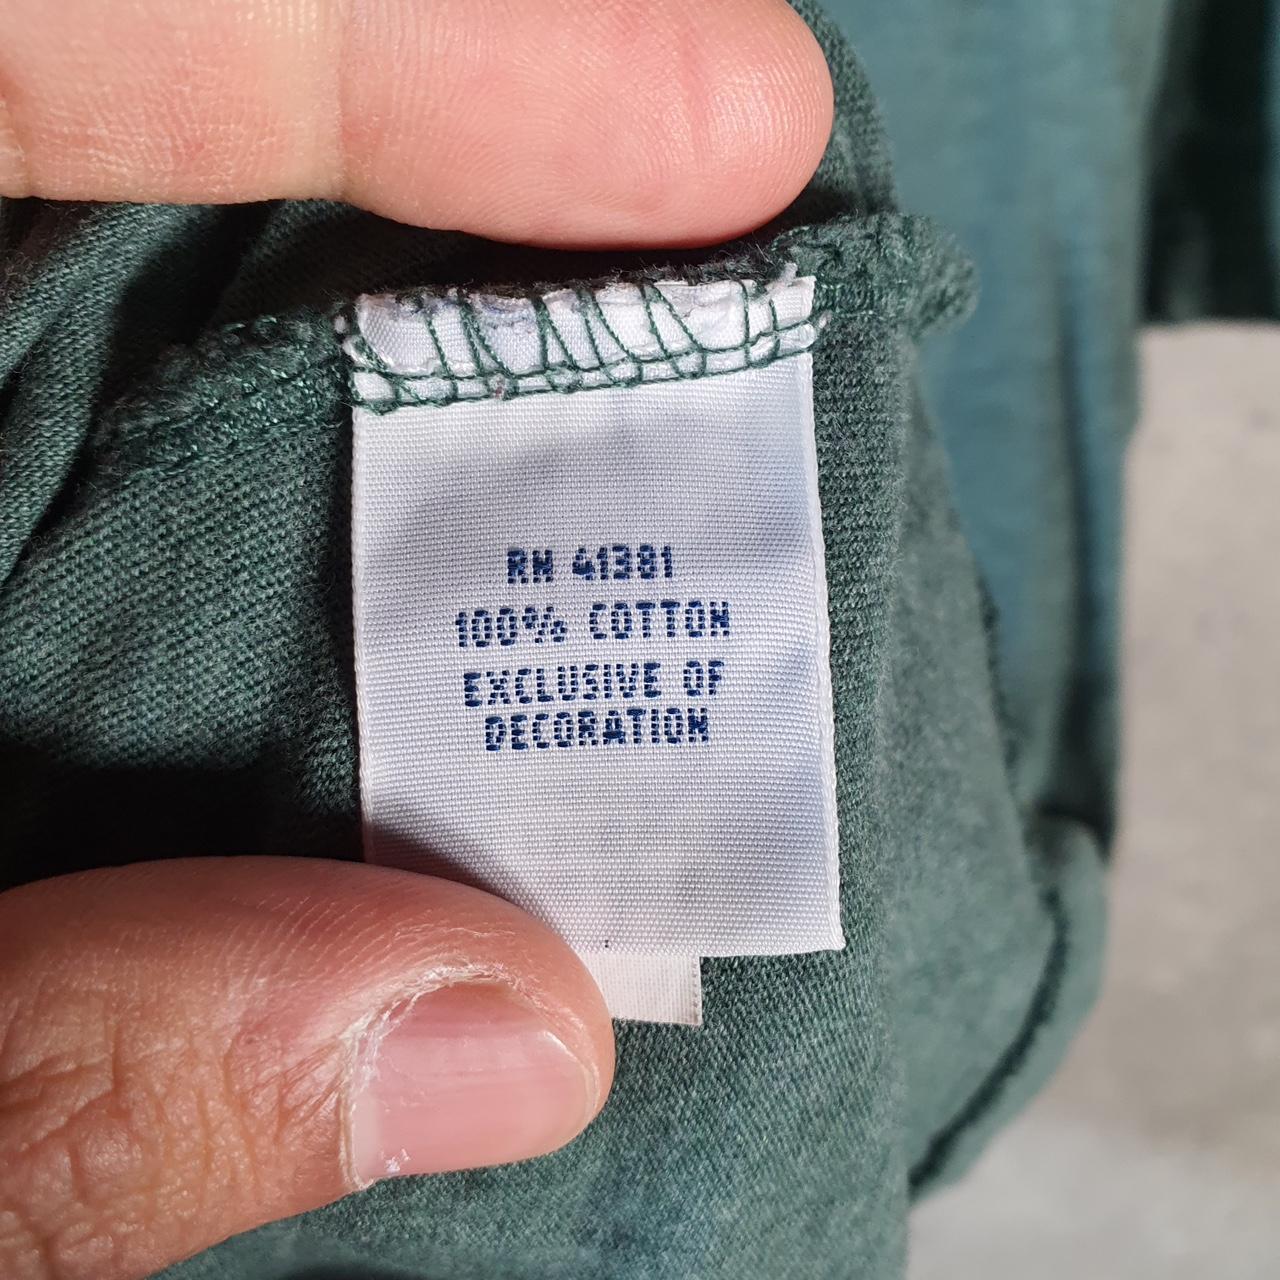 RN 41381
100% COTTON
EXCLUSIVE OF
DECORATION